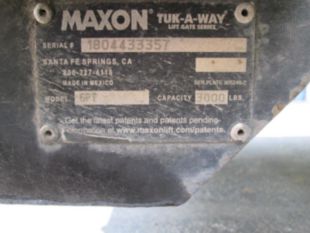 MAXON® TUK-A-WAY®
LIFT GATE SERIES
SERIAL # 1804433357
SANTA FE SPRINGS, CA
MADE IN MEXICO
MODEL GPT CAPACITY 3000 LBS.
Get the latest patents and patents pending
information @ www.maxonlift.com/patents.